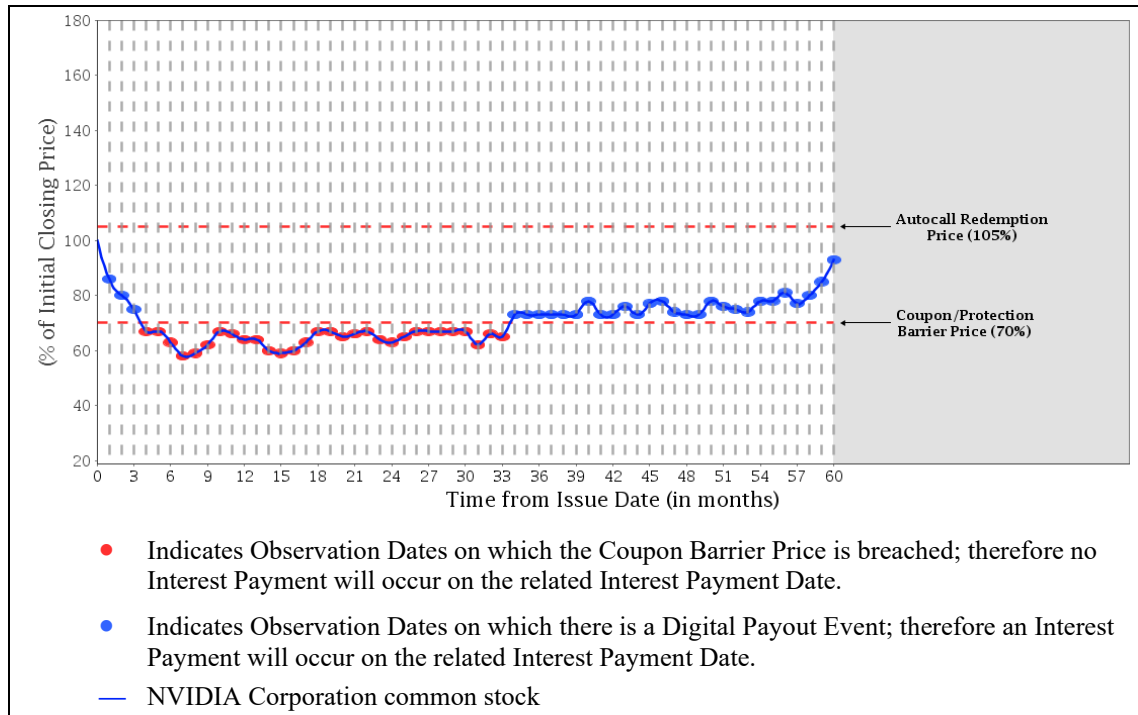 180
160
140
120
100
80
60
40
20
(% of Initial Closing Price)
0 3 6 9 12 15 18 21 24 27 30 33 36 39 42 45 48 51 54 57 60
Time from Issue Date (in months)
Autocall Redemption
Price (105%)
Coupon/Protection
Barrier Price (70%)
Indicates Observation Dates on which the Coupon Barrier Price is breached; therefore no
Interest Payment will occur on the related Interest Payment Date.
Indicates Observation Dates on which there is a Digital Payout Event; therefore an Interest
Payment will occur on the related Interest Payment Date.
NVIDIA Corporation common stock